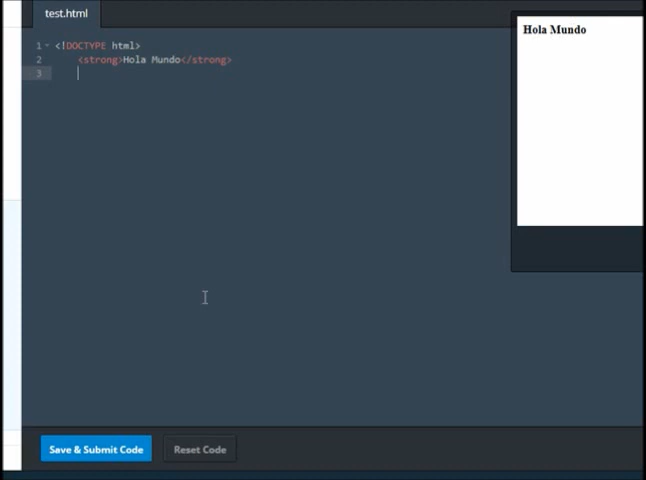 test.html
Hola Mundo
1 <!DOCTYPE html>
2 <strong>Hola Mundo</strong>
3
Save & Submit Code
Reset Code